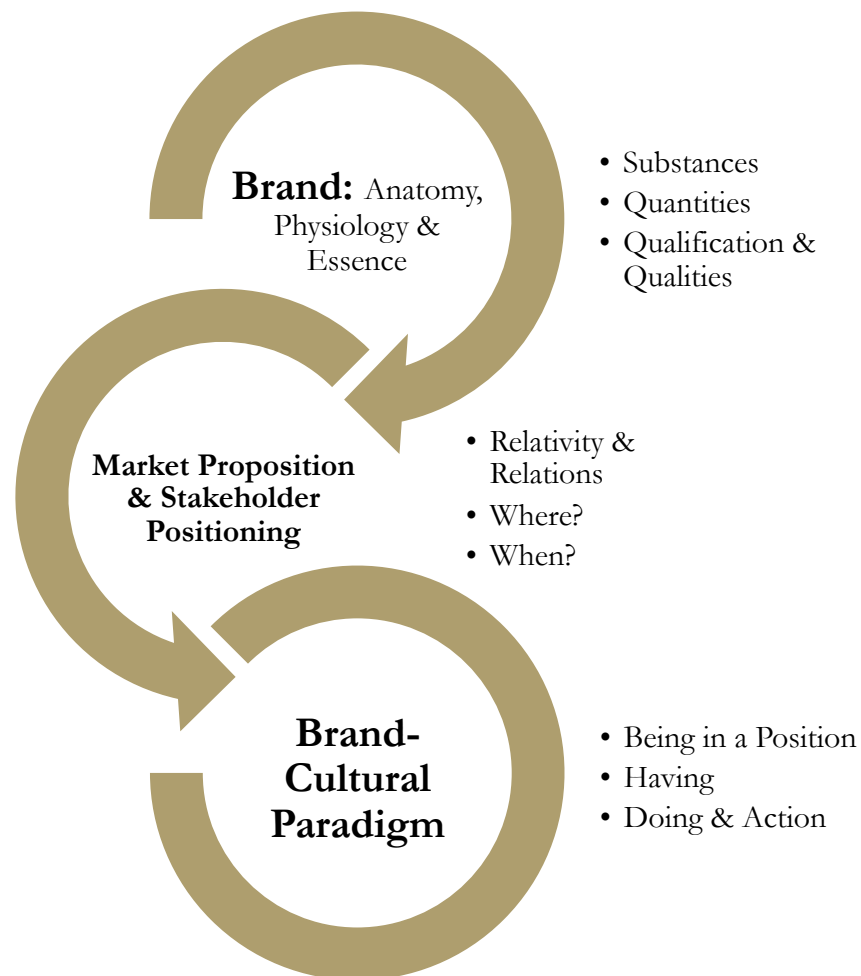 Brand: Anatomy,
Physiology &
Essence
• Substances
• Quantities
• Qualification &
Qualities
Market Proposition
& Stakeholder
Positioning
• Relativity &
Relations
• Where?
• When?
Brand-
Cultural
Paradigm
• Being in a Position
• Having
• Doing & Action